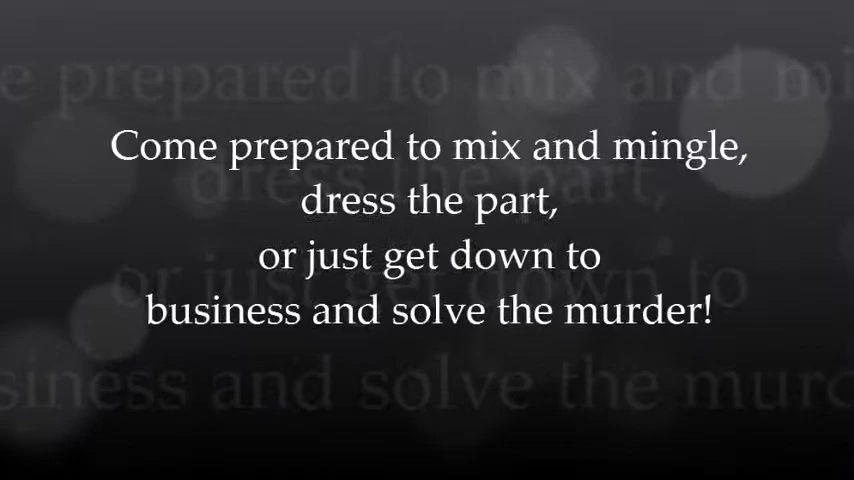 Come prepared to mix and mingle,
dress the part,
or just get down to
business and solve the murder!